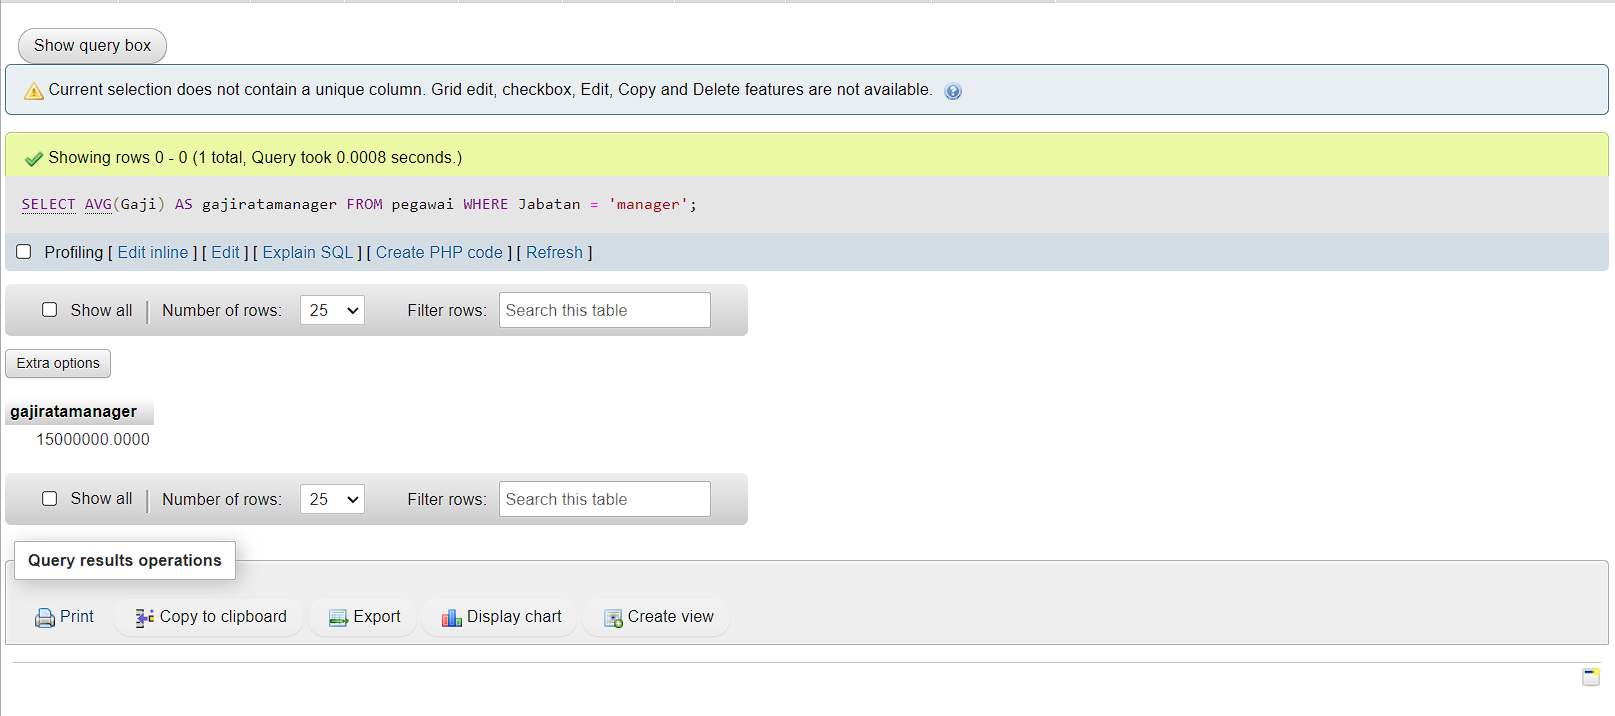 Show query box
Current selection does not contain a unique column. Grid edit, checkbox, Edit, Copy and Delete features are not available.
Showing rows 0 - 0 (1 total, Query took 0.0008 seconds.)
SELECT AVG(Gaji) AS gajiratamanager FROM pegawai WHERE Jabatan = 'manager';
Profiling [ Edit inline ] [ Edit ] [ Explain SQL ] [ Create PHP code ] [ Refresh ]
Show all | Number of rows: 25 Filter rows: Search this table
Extra options
gajiratamanager
15000000.0000
Show all | Number of rows: 25 Filter rows: Search this table
Query results operations
Print Copy to clipboard Export Display chart Create view